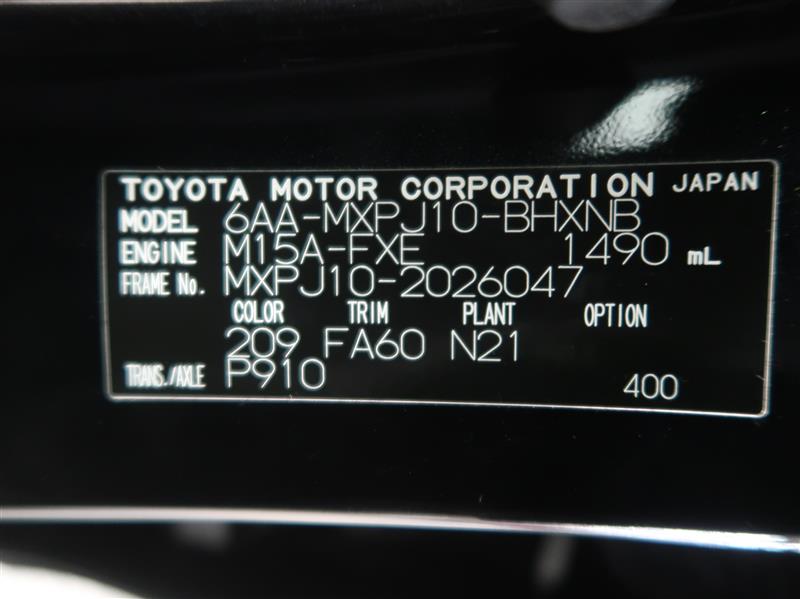 TOYOTA MOTOR CORPORATION JAPAN
MODEL 6AA-MXPJ10-BHXNB
ENGINE M15A-FXE 1490 mL
FRAME No. MXPJ10-2026047
COLOR TRIM PLANT OPTION
209 FA60 N21
TRANS./AXLE P910 400